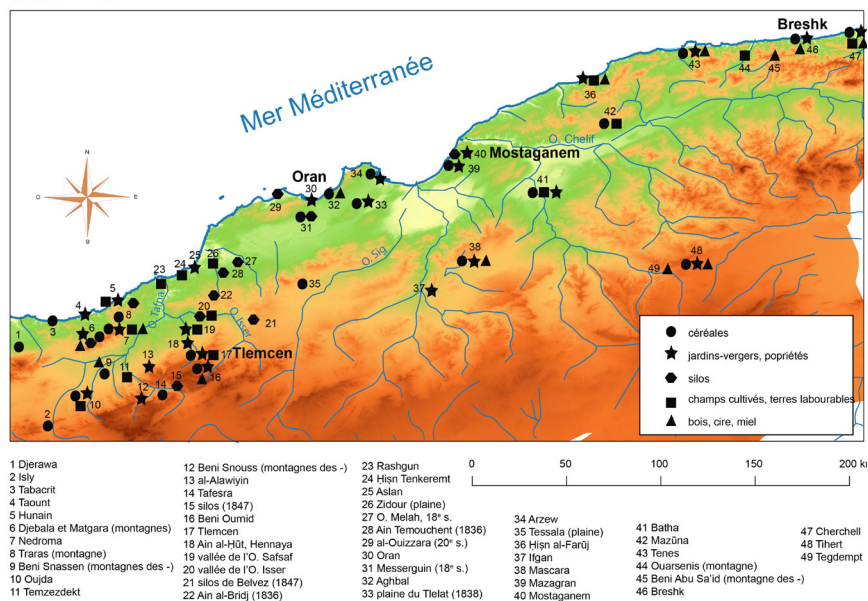 Breshk
Mer Méditerranée
43
44
45
46
47
36
42
O. Chelif
40
Mostaganem
39
Oran
34
30
29
32
33
31
41
N
O
E
S
25
26
27
24
23
28
O. Sig
38
48
49
35
37
22
5
4
3
8
O. Tafna
20
21
1
6
7
19
O. Isser
18
17
Tlemcen
9
13
16
11
15
10
12
14
2
céréales
jardins-vergers, popriétés
silos
champs cultivés, terres labourables
bois, cire, miel
0 50 100 150 200 km
1 Djerawa
2 Isly
3 Tabacrit
4 Taount
5 Hunain
6 Djebala et Matgara (montagnes)
7 Nedroma
8 Traras (montagne)
9 Beni Snassen (montagnes des -)
10 Oujda
11 Temzezdekt
12 Beni Snouss (montagnes des -)
13 al-Alawiyin
14 Tafesra
15 silos (1847)
16 Beni Ournid
17 Tlemcen
18 Ain al-Ḥūt, Hennaya
19 vallée de l'O. Safsaf
20 vallée de l'O. Isser
21 silos de Belvez (1847)
22 Ain al-Bridj (1836)
23 Rashgun
24 Ḥiṣn Tenkeremt
25 Aslan
26 Zidour (plaine)
27 O. Melah, 18ᵉ s.
28 Ain Temouchent (1836)
29 al-Ouizzara (20ᵉ s.)
30 Oran
31 Messerguin (18ᵉ s.)
32 Aghbal
33 plaine du Tlelat (1838)
34 Arzew
35 Tessala (plaine)
36 Ḥiṣn al-Farūj
37 Ifgan
38 Mascara
39 Mazagran
40 Mostaganem
41 Batha
42 Mazūna
43 Tenes
44 Ouarsenis (montagne)
45 Beni Abu Sa'id (montagne des -)
46 Breshk
47 Cherchell
48 Tihert
49 Tegdempt